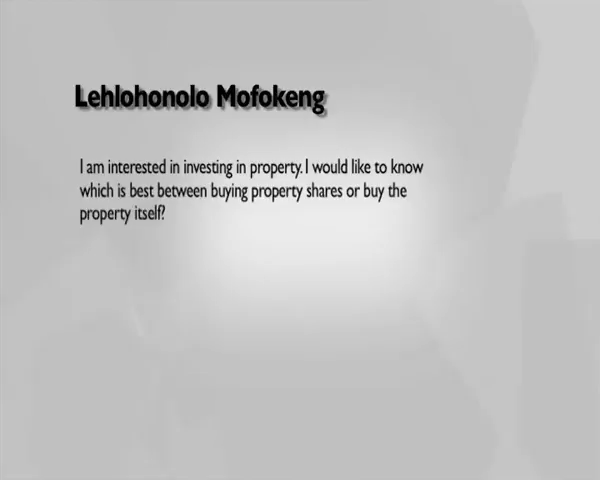 Lehlohonolo Mofokeng
I am interested in investing in property. I would like to know
which is best between buying property shares or buy the
property itself?